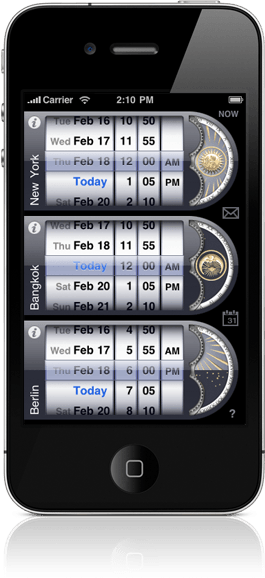 Carrier 2:10 PM
NOW
New York
Tue Feb 16 10 50
Wed Feb 17 11 55
Thu Feb 18 12 00 AM
Today 1 05 PM
Sat Feb 20 2 10
Bangkok
Wed Feb 17 10 50
Thu Feb 18 11 55
Today 12 00 AM
Sat Feb 20 1 05 PM
Sun Feb 21 2 10
31
Berlin
Tue Feb 16 4 50
Wed Feb 17 5 55 AM
Thu Feb 18 6 00 PM
Today 7 05
Sat Feb 20 8 10
?